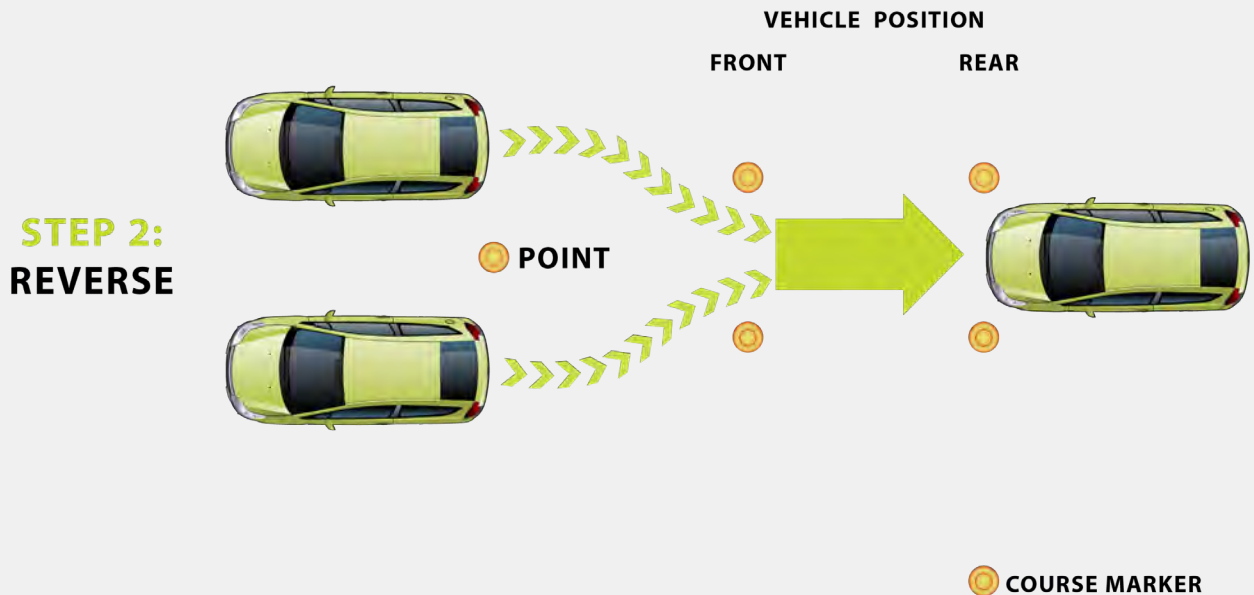 VEHICLE POSITION
FRONT REAR
STEP 2:
REVERSE
POINT
COURSE MARKER